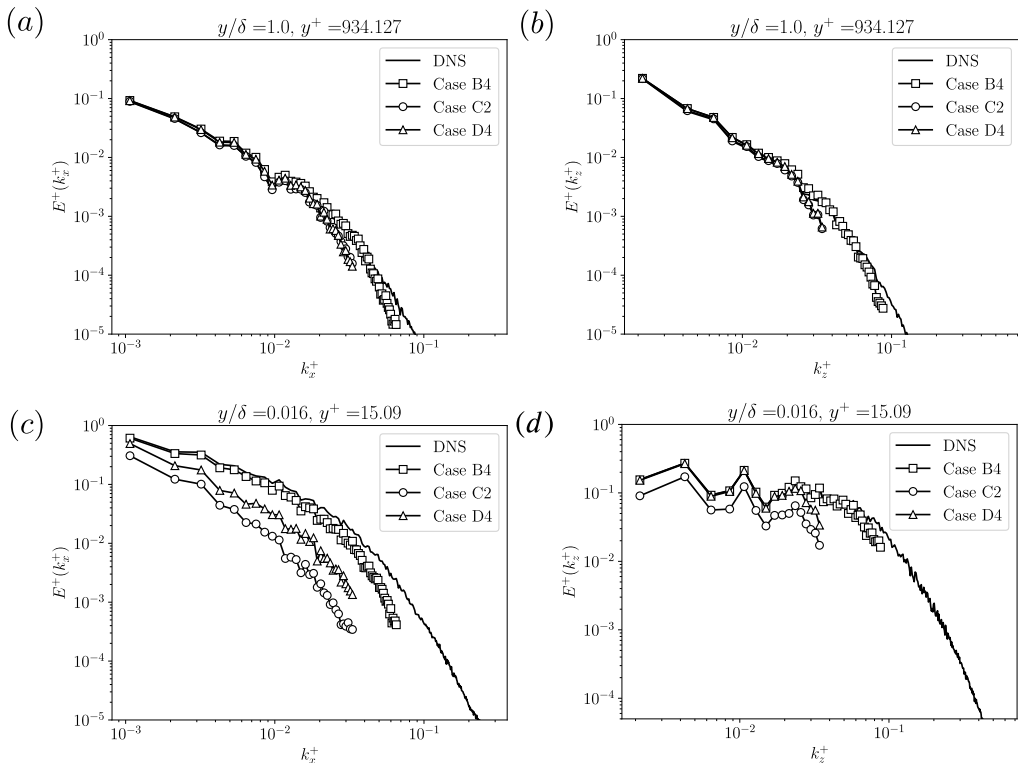 (a)
y/δ =1.0, y⁺ =934.127
10⁰
10⁻¹
10⁻²
10⁻³
10⁻⁴
10⁻⁵
E⁺(kₓ⁺)
DNS
Case B4
Case C2
Case D4
10⁻³
10⁻²
10⁻¹
kₓ⁺
(b)
y/δ =1.0, y⁺ =934.127
10⁰
10⁻¹
10⁻²
10⁻³
10⁻⁴
10⁻⁵
E⁺(k_z⁺)
DNS
Case B4
Case C2
Case D4
10⁻²
10⁻¹
k_z⁺
(c)
y/δ =0.016, y⁺ =15.09
10⁰
10⁻¹
10⁻²
10⁻³
10⁻⁴
10⁻⁵
E⁺(kₓ⁺)
DNS
Case B4
Case C2
Case D4
10⁻³
10⁻²
10⁻¹
kₓ⁺
(d)
y/δ =0.016, y⁺ =15.09
10⁰
10⁻¹
10⁻²
10⁻³
10⁻⁴
E⁺(k_z⁺)
DNS
Case B4
Case C2
Case D4
10⁻²
10⁻¹
k_z⁺